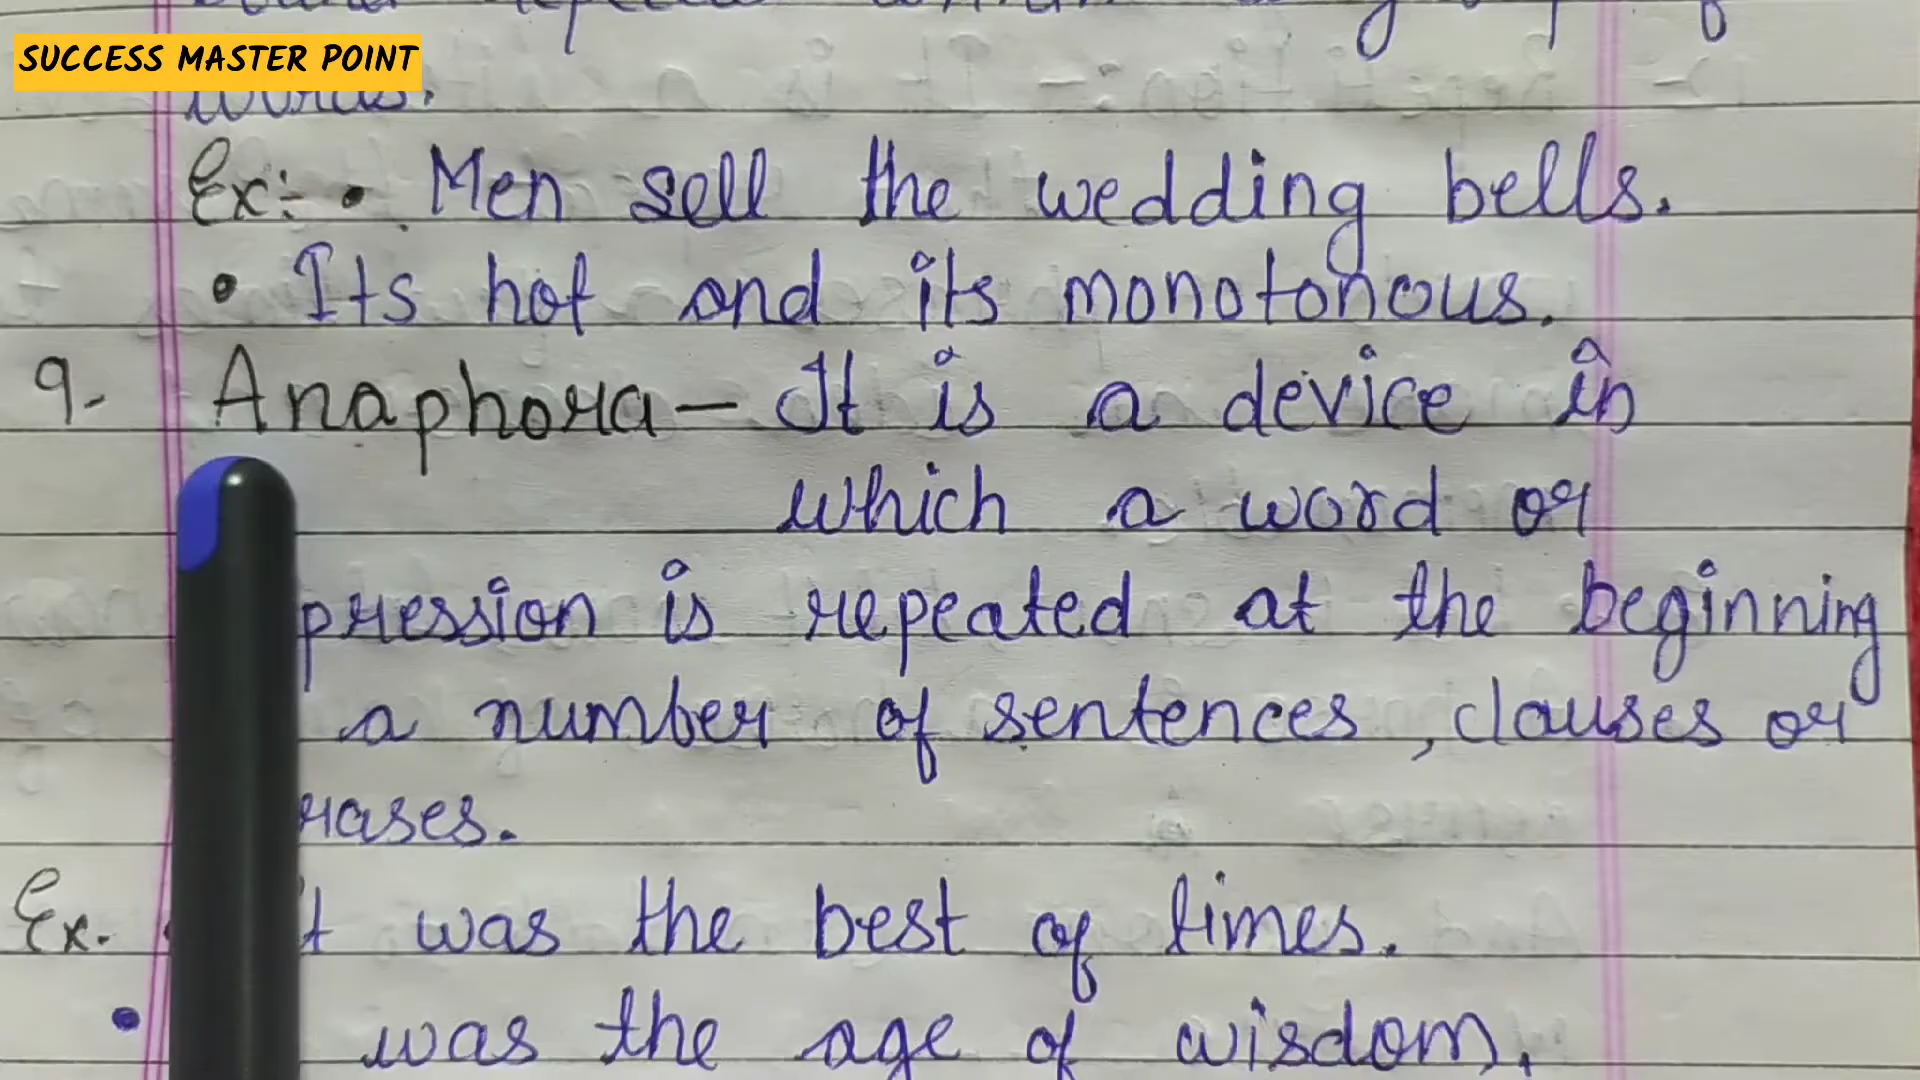 SUCCESS MASTER POINT
words.
Ex:- • Men sell the wedding bells.
• Its hot and its monotonous.
9- Anaphora - It is a device in
which a word or
pression is repeated at the beginning
a number of sentences, clauses or
rases.
Ex. t was the best of times.
• was the age of wisdom.